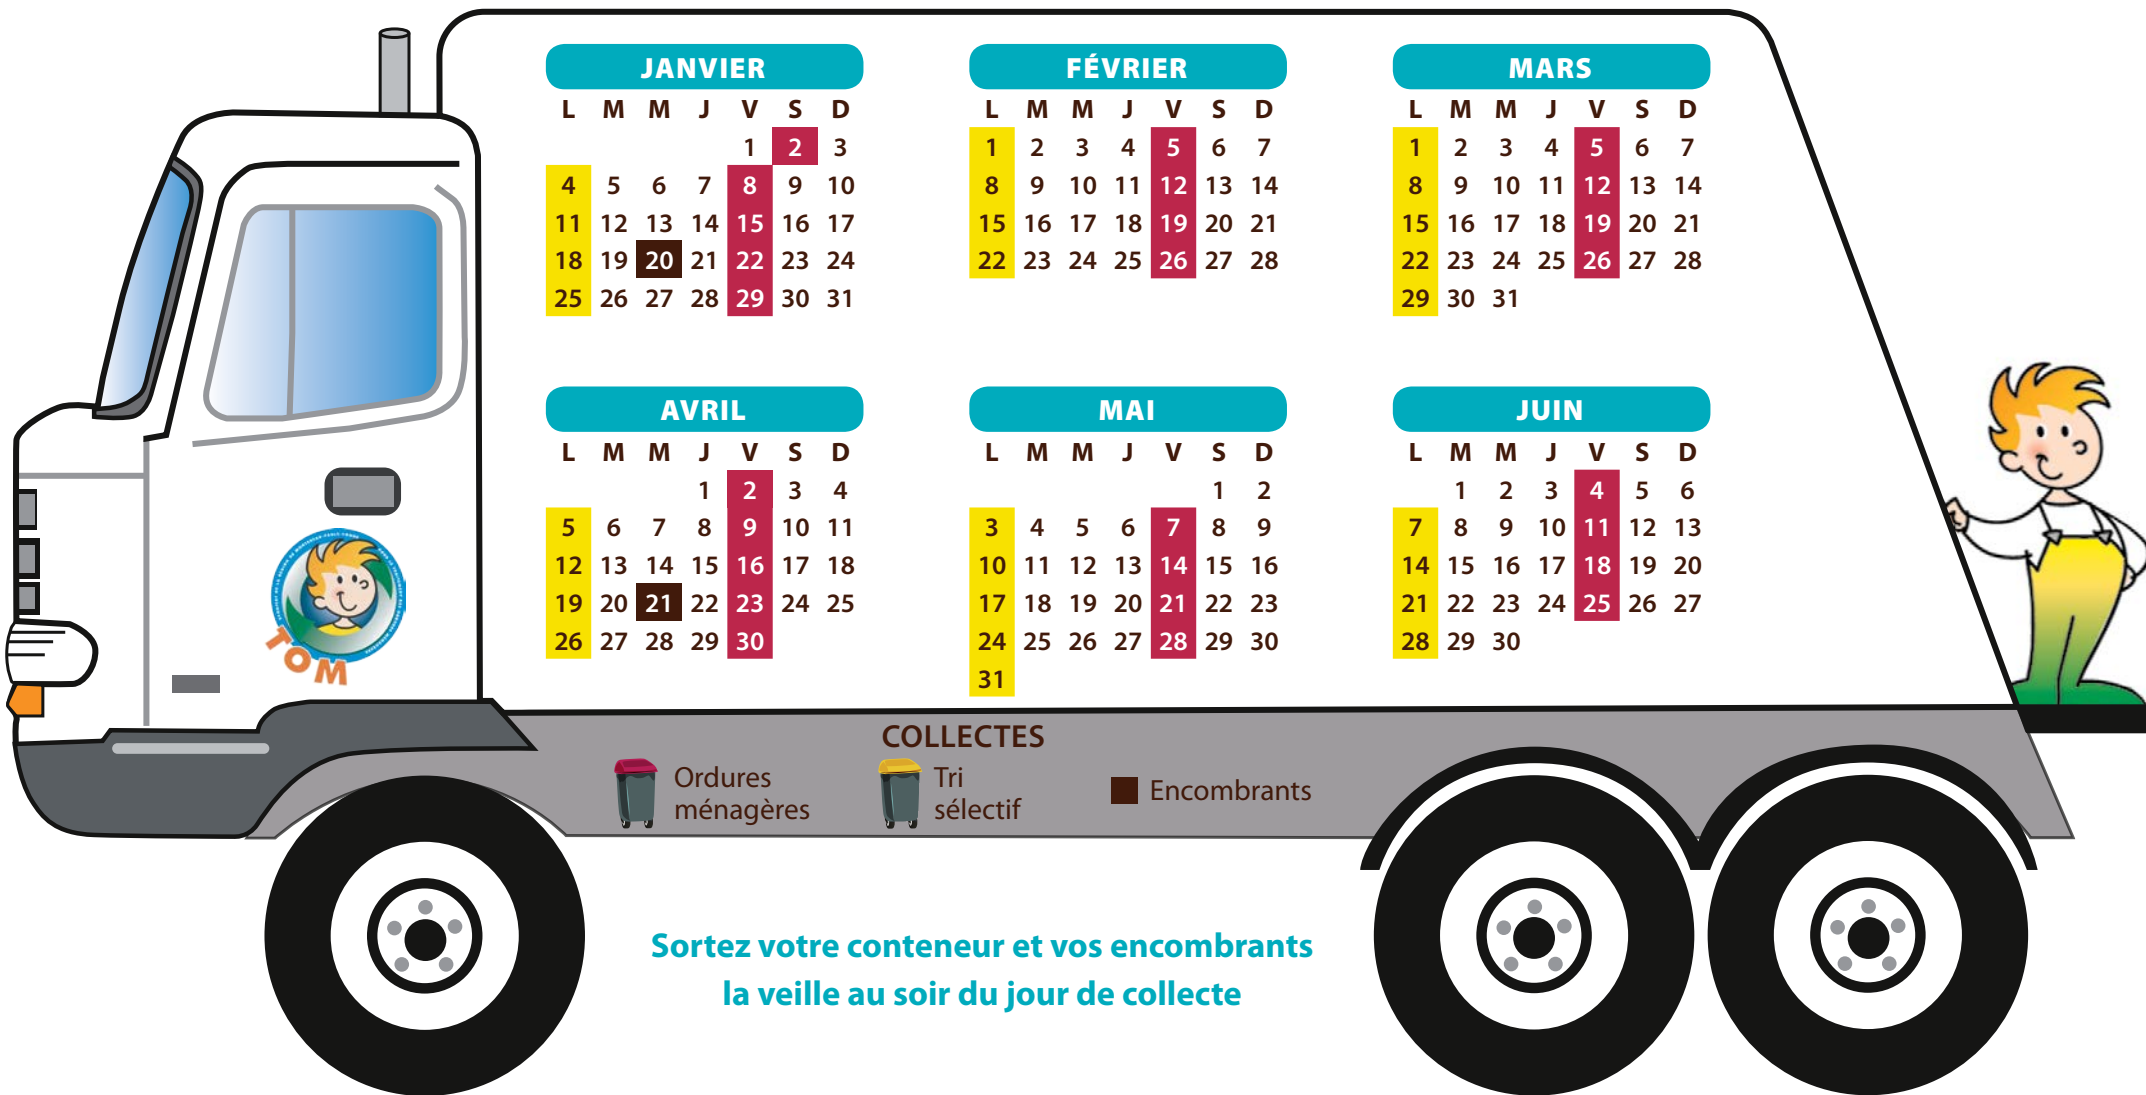 JANVIER
L M M J V S D
1 2 3
4 5 6 7 8 9 10
11 12 13 14 15 16 17
18 19 20 21 22 23 24
25 26 27 28 29 30 31
FÉVRIER
L M M J V S D
1 2 3 4 5 6 7
8 9 10 11 12 13 14
15 16 17 18 19 20 21
22 23 24 25 26 27 28
MARS
L M M J V S D
1 2 3 4 5 6 7
8 9 10 11 12 13 14
15 16 17 18 19 20 21
22 23 24 25 26 27 28
29 30 31
AVRIL
L M M J V S D
1 2 3 4
5 6 7 8 9 10 11
12 13 14 15 16 17 18
19 20 21 22 23 24 25
26 27 28 29 30
MAI
L M M J V S D
1 2
3 4 5 6 7 8 9
10 11 12 13 14 15 16
17 18 19 20 21 22 23
24 25 26 27 28 29 30
31
JUIN
L M M J V S D
1 2 3 4 5 6
7 8 9 10 11 12 13
14 15 16 17 18 19 20
21 22 23 24 25 26 27
28 29 30
TOM
COLLECTES
Ordures
ménagères
Tri
sélectif
Encombrants
Sortez votre conteneur et vos encombrants
la veille au soir du jour de collecte